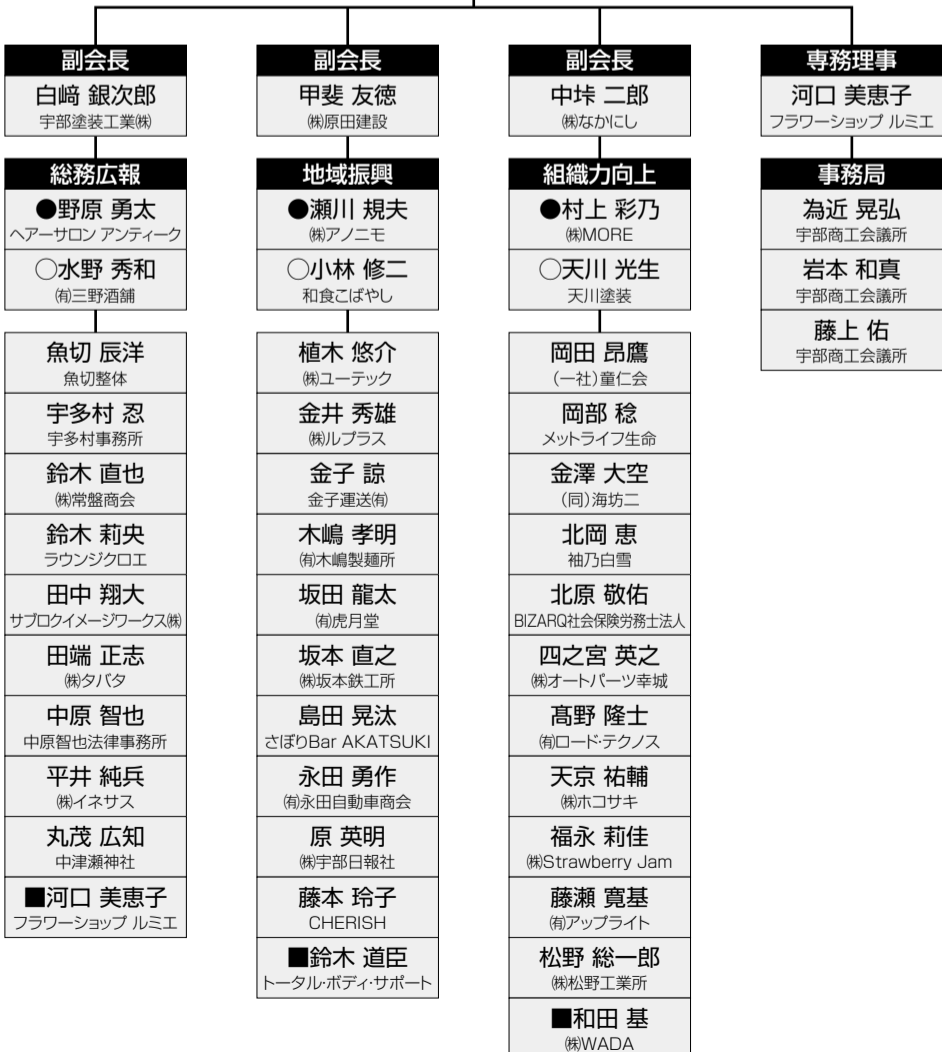 副会長
白﨑 銀次郎
宇部塗装工業㈱
総務広報
●野原 勇太
ヘアーサロン アンティーク
○水野 秀和
㈲三野酒舗
魚切 辰洋
魚切整体
宇多村 忍
宇多村事務所
鈴木 直也
㈱常盤商会
鈴木 莉央
ラウンジクロエ
田中 翔大
サブロクイメージワークス㈱
田端 正志
㈱タバタ
中原 智也
中原智也法律事務所
平井 純兵
㈱イネサス
丸茂 広知
中津瀬神社
■河口 美恵子
フラワーショップ ルミエ
副会長
甲斐 友徳
㈱原田建設
地域振興
●瀬川 規夫
㈱アノニモ
○小林 修二
和食こばやし
植木 悠介
㈱ユーテック
金井 秀雄
㈱ルプラス
金子 諒
金子運送㈲
木嶋 孝明
㈲木嶋製麺所
坂田 龍太
㈲虎月堂
坂本 直之
㈱坂本鉄工所
島田 晃汰
さぼりBar AKATSUKI
永田 勇作
㈲永田自動車商会
原 英明
㈱宇部日報社
藤本 玲子
CHERISH
■鈴木 道臣
トータル・ボディ・サポート
副会長
中垰 二郎
㈱なかにし
組織力向上
●村上 彩乃
㈱MORE
○天川 光生
天川塗装
岡田 昂鷹
(一社)童仁会
岡部 稔
メットライフ生命
金澤 大空
(同)海坊二
北岡 恵
袖乃白雪
北原 敬佑
BIZARQ社会保険労務士法人
四之宮 英之
㈱オートパーツ幸城
髙野 隆士
㈲ロード・テクノス
天京 祐輔
㈱ホコサキ
福永 莉佳
㈱Strawberry Jam
藤瀬 寛基
㈲アップライト
松野 総一郎
㈱松野工業所
■和田 基
㈱WADA
専務理事
河口 美恵子
フラワーショップ ルミエ
事務局
為近 晃弘
宇部商工会議所
岩本 和真
宇部商工会議所
藤上 佑
宇部商工会議所